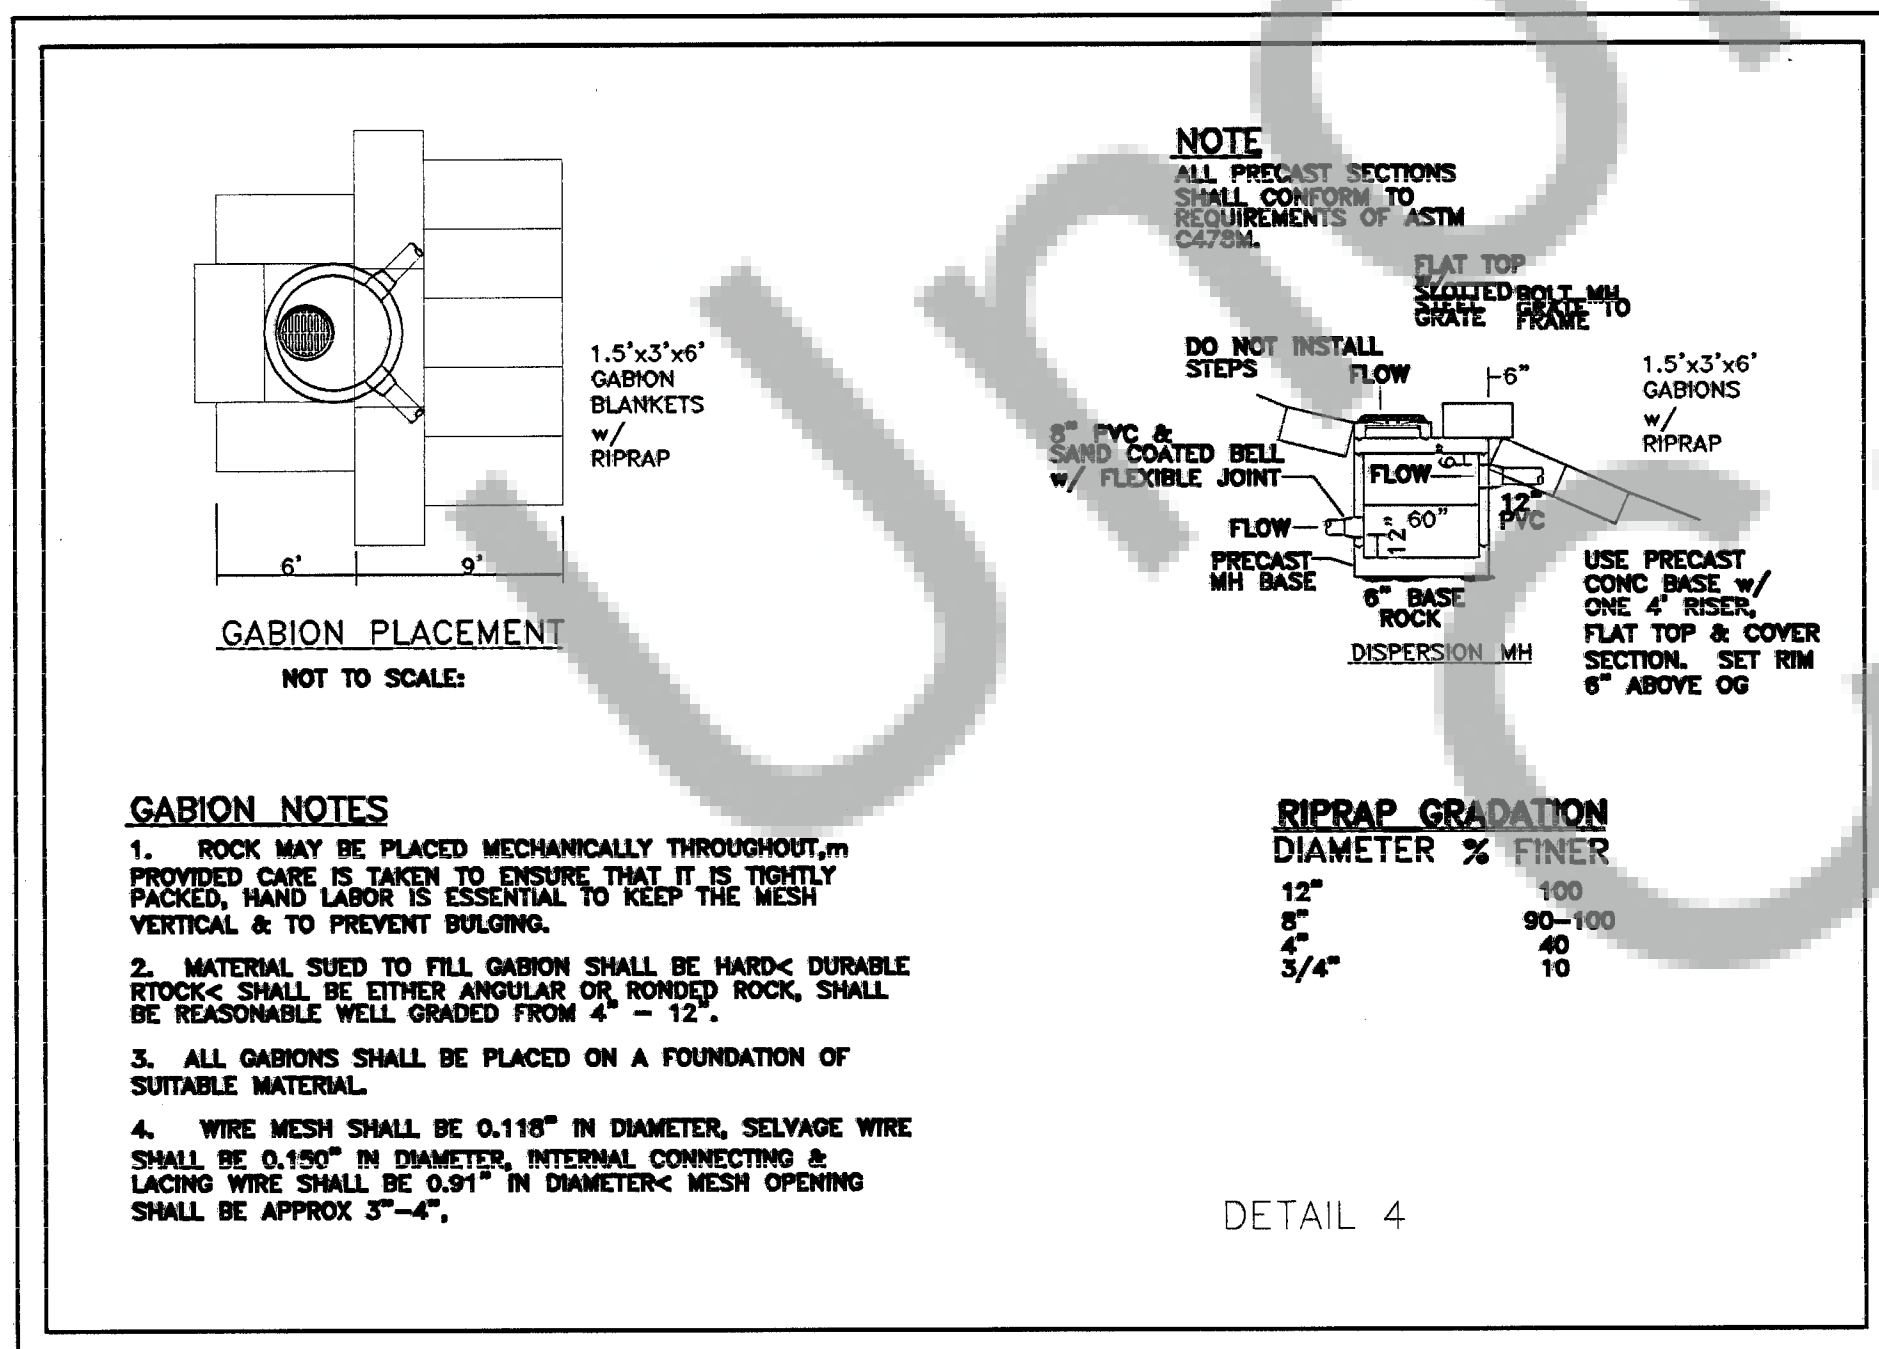 1.5'x3'x6'
GABION
BLANKETS
w/
RIPRAP
6'
9'
GABION PLACEMENT
NOT TO SCALE:
NOTE
ALL PRECAST SECTIONS
SHALL CONFORM TO
REQUIREMENTS OF ASTM
C478M.
FLAT TOP
w/
SLOTTED
STEEL
GRATE
BOLT MH
GRATE TO
FRAME
DO NOT INSTALL
STEPS
FLOW
6"
1.5'x3'x6'
GABIONS
w/
RIPRAP
8" PVC &
SAND COATED BELL
w/ FLEXIBLE JOINT
FLOW
6"
12"
PVC
FLOW
60"
12"
PRECAST
MH BASE
6" BASE
ROCK
DISPERSION MH
USE PRECAST
CONC BASE w/
ONE 4' RISER,
FLAT TOP & COVER
SECTION. SET RIM
6" ABOVE OG
GABION NOTES
1. ROCK MAY BE PLACED MECHANICALLY THROUGHOUT,m
PROVIDED CARE IS TAKEN TO ENSURE THAT IT IS TIGHTLY
PACKED, HAND LABOR IS ESSENTIAL TO KEEP THE MESH
VERTICAL & TO PREVENT BULGING.
2. MATERIAL SUED TO FILL GABION SHALL BE HARD< DURABLE
RTOCK< SHALL BE EITHER ANGULAR OR RONDED ROCK, SHALL
BE REASONABLE WELL GRADED FROM 4" - 12".
3. ALL GABIONS SHALL BE PLACED ON A FOUNDATION OF
SUITABLE MATERIAL.
4. WIRE MESH SHALL BE 0.118" IN DIAMETER, SELVAGE WIRE
SHALL BE 0.150" IN DIAMETER, INTERNAL CONNECTING &
LACING WIRE SHALL BE 0.91" IN DIAMETER< MESH OPENING
SHALL BE APPROX 3"-4",
RIPRAP GRADATION
DIAMETER % FINER
12" 100
8" 90-100
4" 40
3/4" 10
DETAIL 4